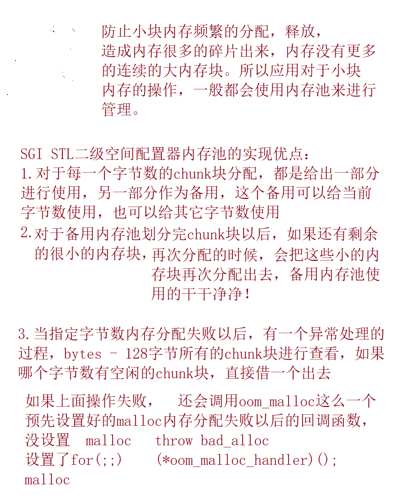 防止小块内存频繁的分配，释放，
造成内存很多的碎片出来，内存没有更多
的连续的大内存块。所以应用对于小块
内存的操作，一般都会使用内存池来进行
管理。
SGI STL二级空间配置器内存池的实现优点：
1.对于每一个字节数的chunk块分配，都是给出一部分
进行使用，另一部分作为备用，这个备用可以给当前
字节数使用，也可以给其它字节数使用
2.对于备用内存池划分完chunk块以后，如果还有剩余
的很小的内存块，再次分配的时候，会把这些小的内
存块再次分配出去，备用内存池使
用的干干净净！
3.当指定字节数内存分配失败以后，有一个异常处理的
过程，bytes - 128字节所有的chunk块进行查看，如果
哪个字节数有空闲的chunk块，直接借一个出去
如果上面操作失败，  还会调用oom_malloc这么一个
预先设置好的malloc内存分配失败以后的回调函数，
没设置  malloc   throw bad_alloc
设置了for(;;)    (*oom_malloc_handler)();
malloc